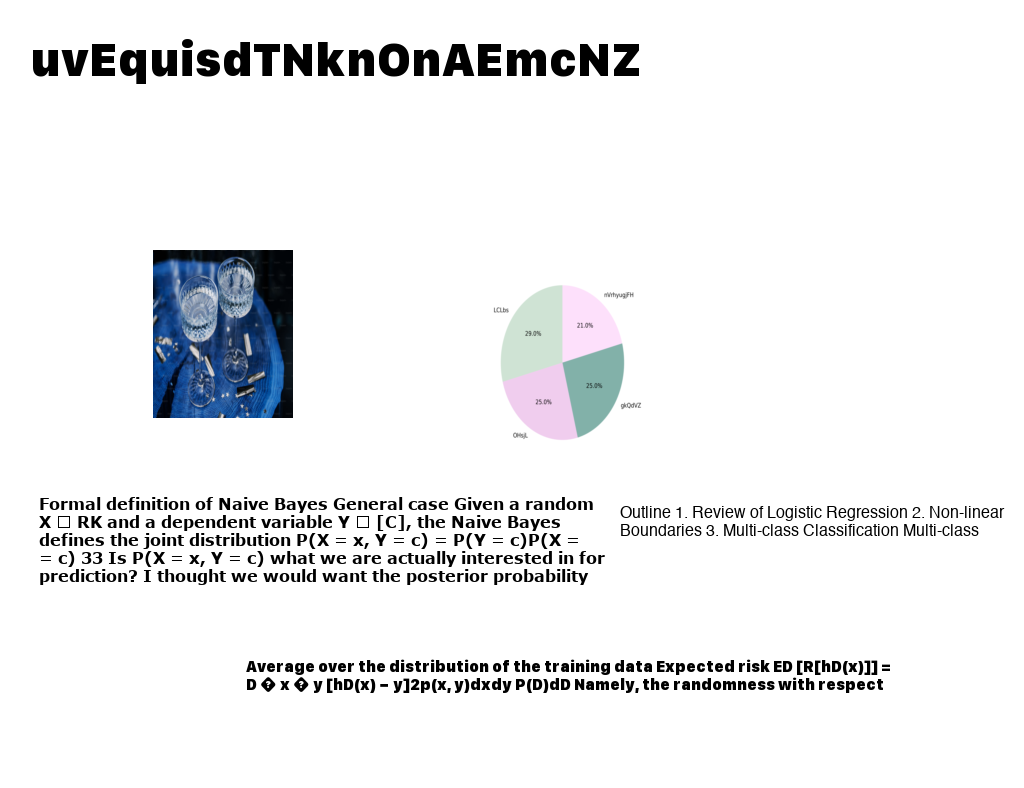 uvEquisdTNknOnAEmcNZ
LCLbs
nVrhyugjFH
29.0%
21.0%
25.0%
25.0%
gkQdVZ
OHsjL
Formal definition of Naive Bayes General case Given a random
X □ RK and a dependent variable Y □ [C], the Naive Bayes
defines the joint distribution P(X = x, Y = c) = P(Y = c)P(X =
= c) 33 Is P(X = x, Y = c) what we are actually interested in for
prediction? I thought we would want the posterior probability
Outline 1. Review of Logistic Regression 2. Non-linear
Boundaries 3. Multi-class Classification Multi-class
Average over the distribution of the training data Expected risk ED [R[hD(x)]] =
D � x � y [hD(x) − y]2p(x, y)dxdy P(D)dD Namely, the randomness with respect